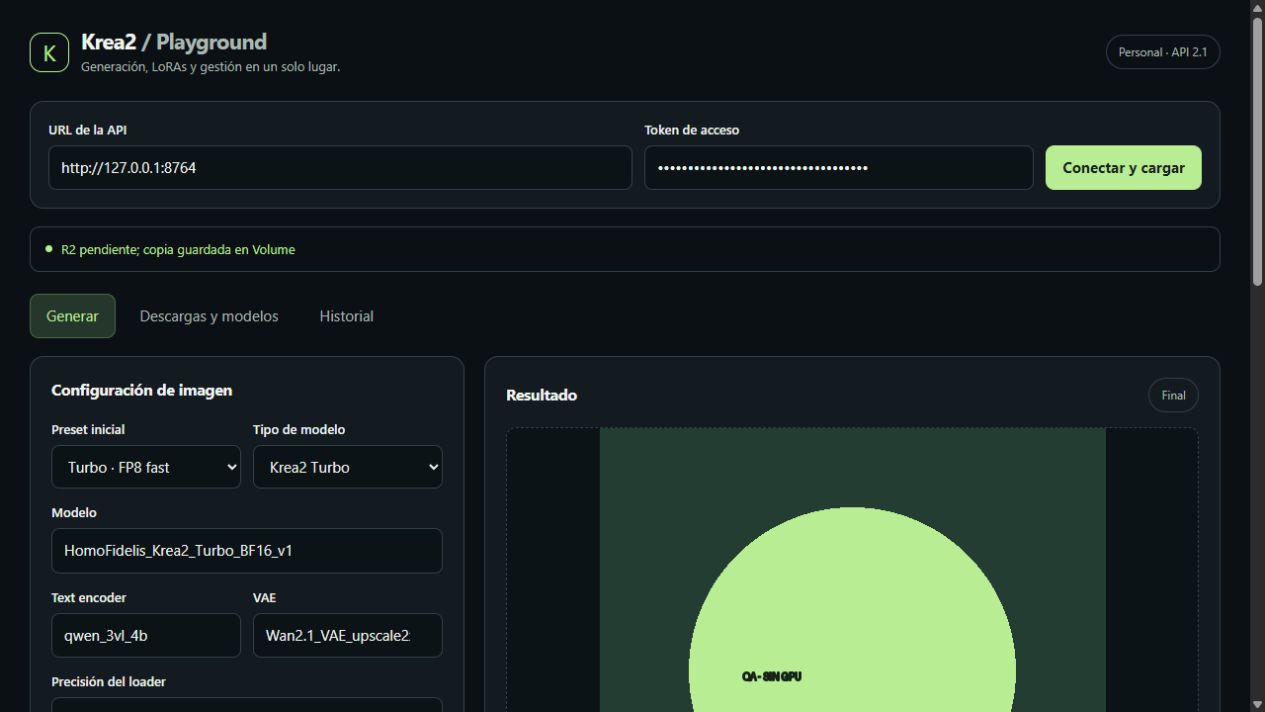 K
Krea2 / Playground
Generación, LoRAs y gestión en un solo lugar.
Personal · API 2.1
URL de la API
Token de acceso
http://127.0.0.1:8764
Conectar y cargar
R2 pendiente; copia guardada en Volume
Generar
Descargas y modelos
Historial
Configuración de imagen
Resultado
Final
Preset inicial
Tipo de modelo
Turbo · FP8 fast
Krea2 Turbo
Modelo
HomoFidelis_Krea2_Turbo_BF16_v1
Text encoder
VAE
qwen_3vl_4b
Wan2.1_VAE_upscale2
QA - SIN GPU
Precisión del loader